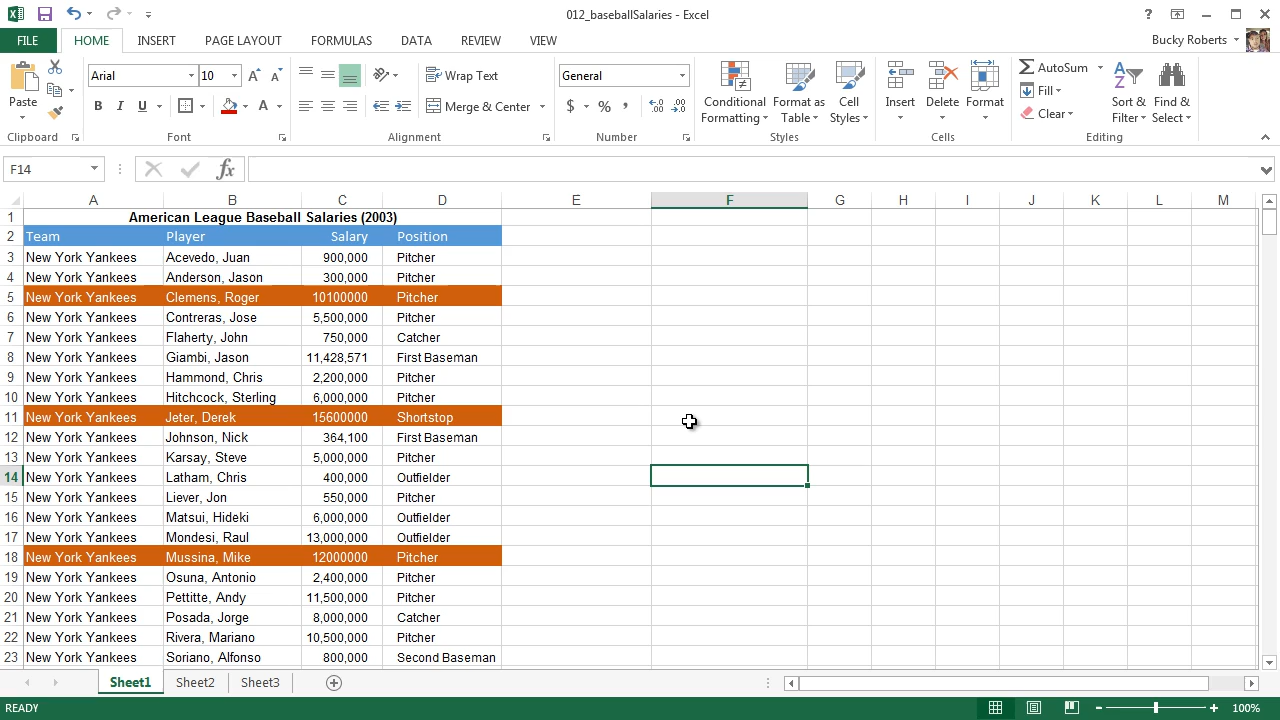 012_baseballSalaries - Excel
FILE HOME INSERT PAGE LAYOUT FORMULAS DATA REVIEW VIEW Bucky Roberts
Paste Arial 10 Wrap Text General Conditional Formatting Format as Table Cell Styles Insert Delete Format AutoSum Fill Clear Sort & Filter Find & Select
B I U A Merge & Center $ % ,
Clipboard Font Alignment Number Styles Cells Editing
F14 fx
A B C D E F G H I J K L M
1 American League Baseball Salaries (2003)
2 Team Player Salary Position
3 New York Yankees Acevedo, Juan 900,000 Pitcher
4 New York Yankees Anderson, Jason 300,000 Pitcher
5 New York Yankees Clemens, Roger 10100000 Pitcher
6 New York Yankees Contreras, Jose 5,500,000 Pitcher
7 New York Yankees Flaherty, John 750,000 Catcher
8 New York Yankees Giambi, Jason 11,428,571 First Baseman
9 New York Yankees Hammond, Chris 2,200,000 Pitcher
10 New York Yankees Hitchcock, Sterling 6,000,000 Pitcher
11 New York Yankees Jeter, Derek 15600000 Shortstop
12 New York Yankees Johnson, Nick 364,100 First Baseman
13 New York Yankees Karsay, Steve 5,000,000 Pitcher
14 New York Yankees Latham, Chris 400,000 Outfielder
15 New York Yankees Liever, Jon 550,000 Pitcher
16 New York Yankees Matsui, Hideki 6,000,000 Outfielder
17 New York Yankees Mondesi, Raul 13,000,000 Outfielder
18 New York Yankees Mussina, Mike 12000000 Pitcher
19 New York Yankees Osuna, Antonio 2,400,000 Pitcher
20 New York Yankees Pettitte, Andy 11,500,000 Pitcher
21 New York Yankees Posada, Jorge 8,000,000 Catcher
22 New York Yankees Rivera, Mariano 10,500,000 Pitcher
23 New York Yankees Soriano, Alfonso 800,000 Second Baseman
Sheet1 Sheet2 Sheet3
READY 100%